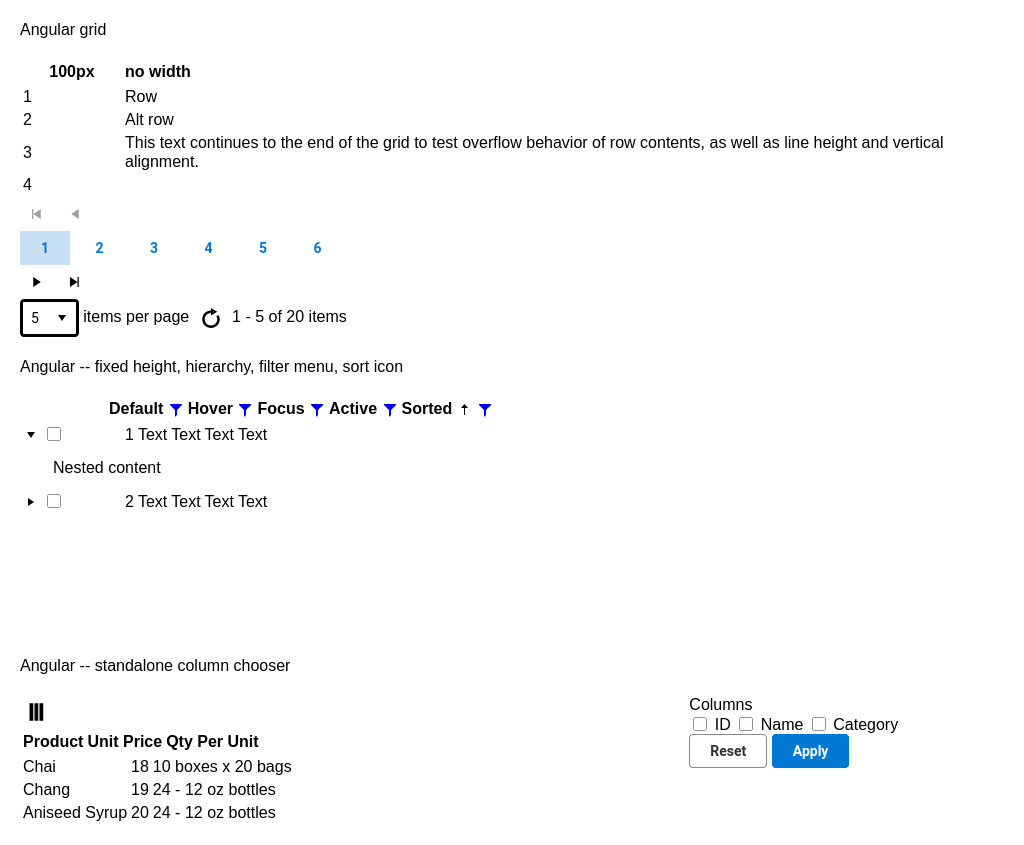 Angular grid
100px no width
1 Row
2 Alt row
3 This text continues to the end of the grid to test overflow behavior of row contents, as well as line height and vertical
alignment.
4
1 2 3 4 5 6
5 items per page 1 - 5 of 20 items
Angular -- fixed height, hierarchy, filter menu, sort icon
Default Hover Focus Active Sorted
1 Text Text Text Text
Nested content
2 Text Text Text Text
Angular -- standalone column chooser
Product Unit Price Qty Per Unit
Chai 18 10 boxes x 20 bags
Chang 19 24 - 12 oz bottles
Aniseed Syrup 20 24 - 12 oz bottles
Columns
ID Name Category
Reset Apply